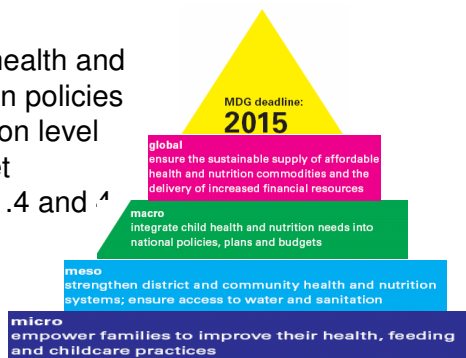 ealth and
n policies
on level
et
.4 and 4
MDG deadline:
2015
global
ensure the sustainable supply of affordable
health and nutrition commodities and the
delivery of increased financial resources
macro
integrate child health and nutrition needs into
national policies, plans and budgets
meso
strengthen district and community health and nutrition
systems; ensure access to water and sanitation
micro
empower families to improve their health, feeding
and childcare practices